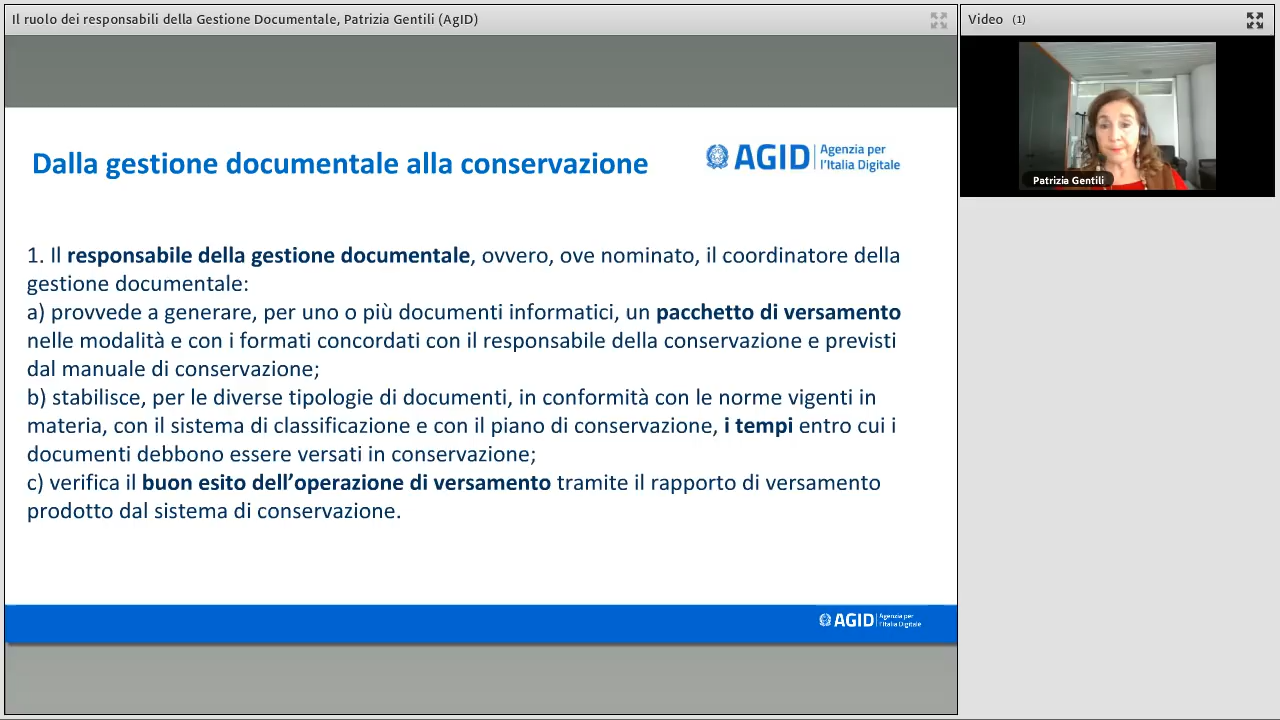 Il ruolo dei responsabili della Gestione Documentale, Patrizia Gentili (AgID)
Video (1)
Patrizia Gentili
Dalla gestione documentale alla conservazione
AGID Agenzia per
l'Italia Digitale
1. Il responsabile della gestione documentale, ovvero, ove nominato, il coordinatore della
gestione documentale:
a) provvede a generare, per uno o più documenti informatici, un pacchetto di versamento
nelle modalità e con i formati concordati con il responsabile della conservazione e previsti
dal manuale di conservazione;
b) stabilisce, per le diverse tipologie di documenti, in conformità con le norme vigenti in
materia, con il sistema di classificazione e con il piano di conservazione, i tempi entro cui i
documenti debbono essere versati in conservazione;
c) verifica il buon esito dell’operazione di versamento tramite il rapporto di versamento
prodotto dal sistema di conservazione.
AGID Agenzia per
l'Italia Digitale